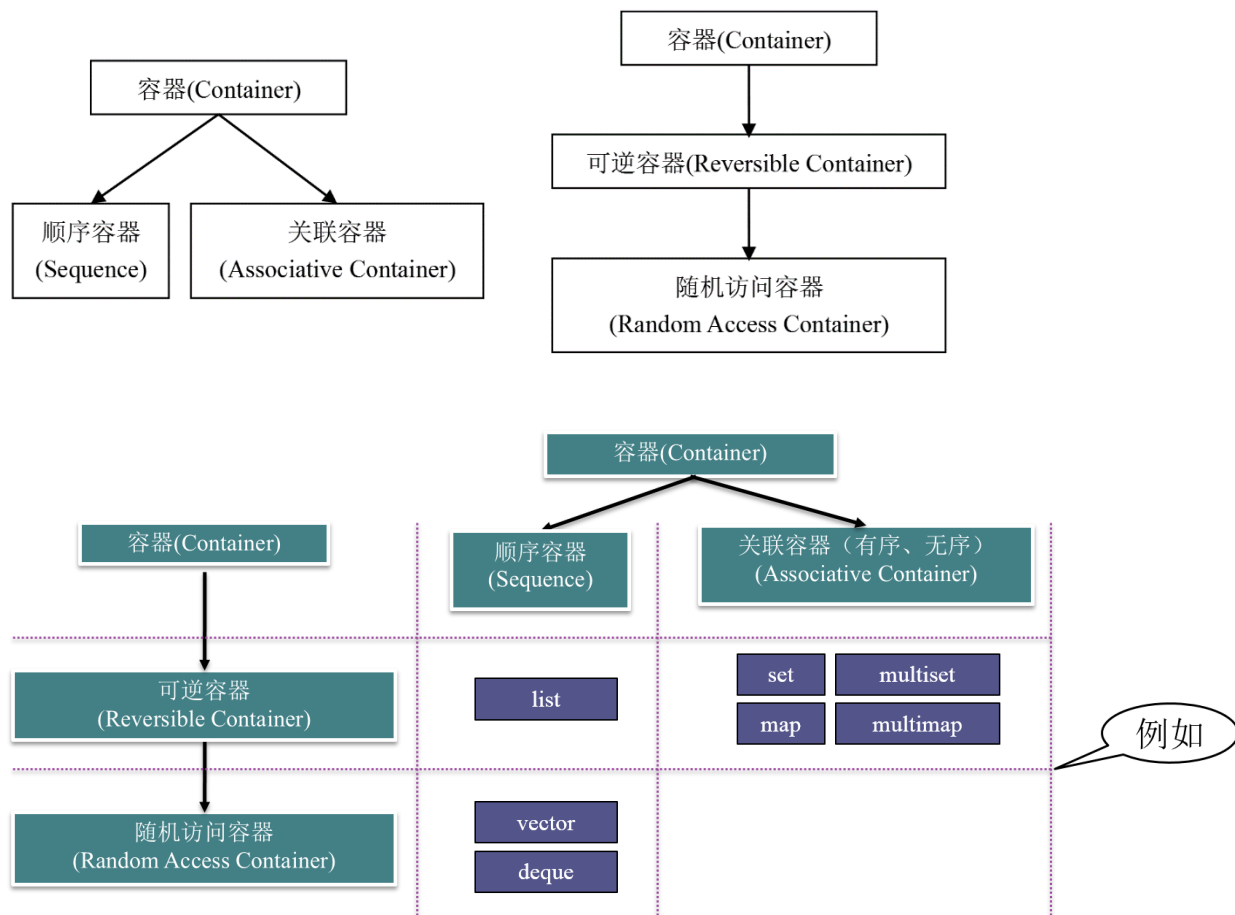 容器(Container)
顺序容器
(Sequence)
关联容器
(Associative Container)
容器(Container)
可逆容器(Reversible Container)
随机访问容器
(Random Access Container)
容器(Container)
容器(Container)
顺序容器
(Sequence)
关联容器（有序、无序）
(Associative Container)
可逆容器
(Reversible Container)
list
set
multiset
map
multimap
例如
随机访问容器
(Random Access Container)
vector
deque